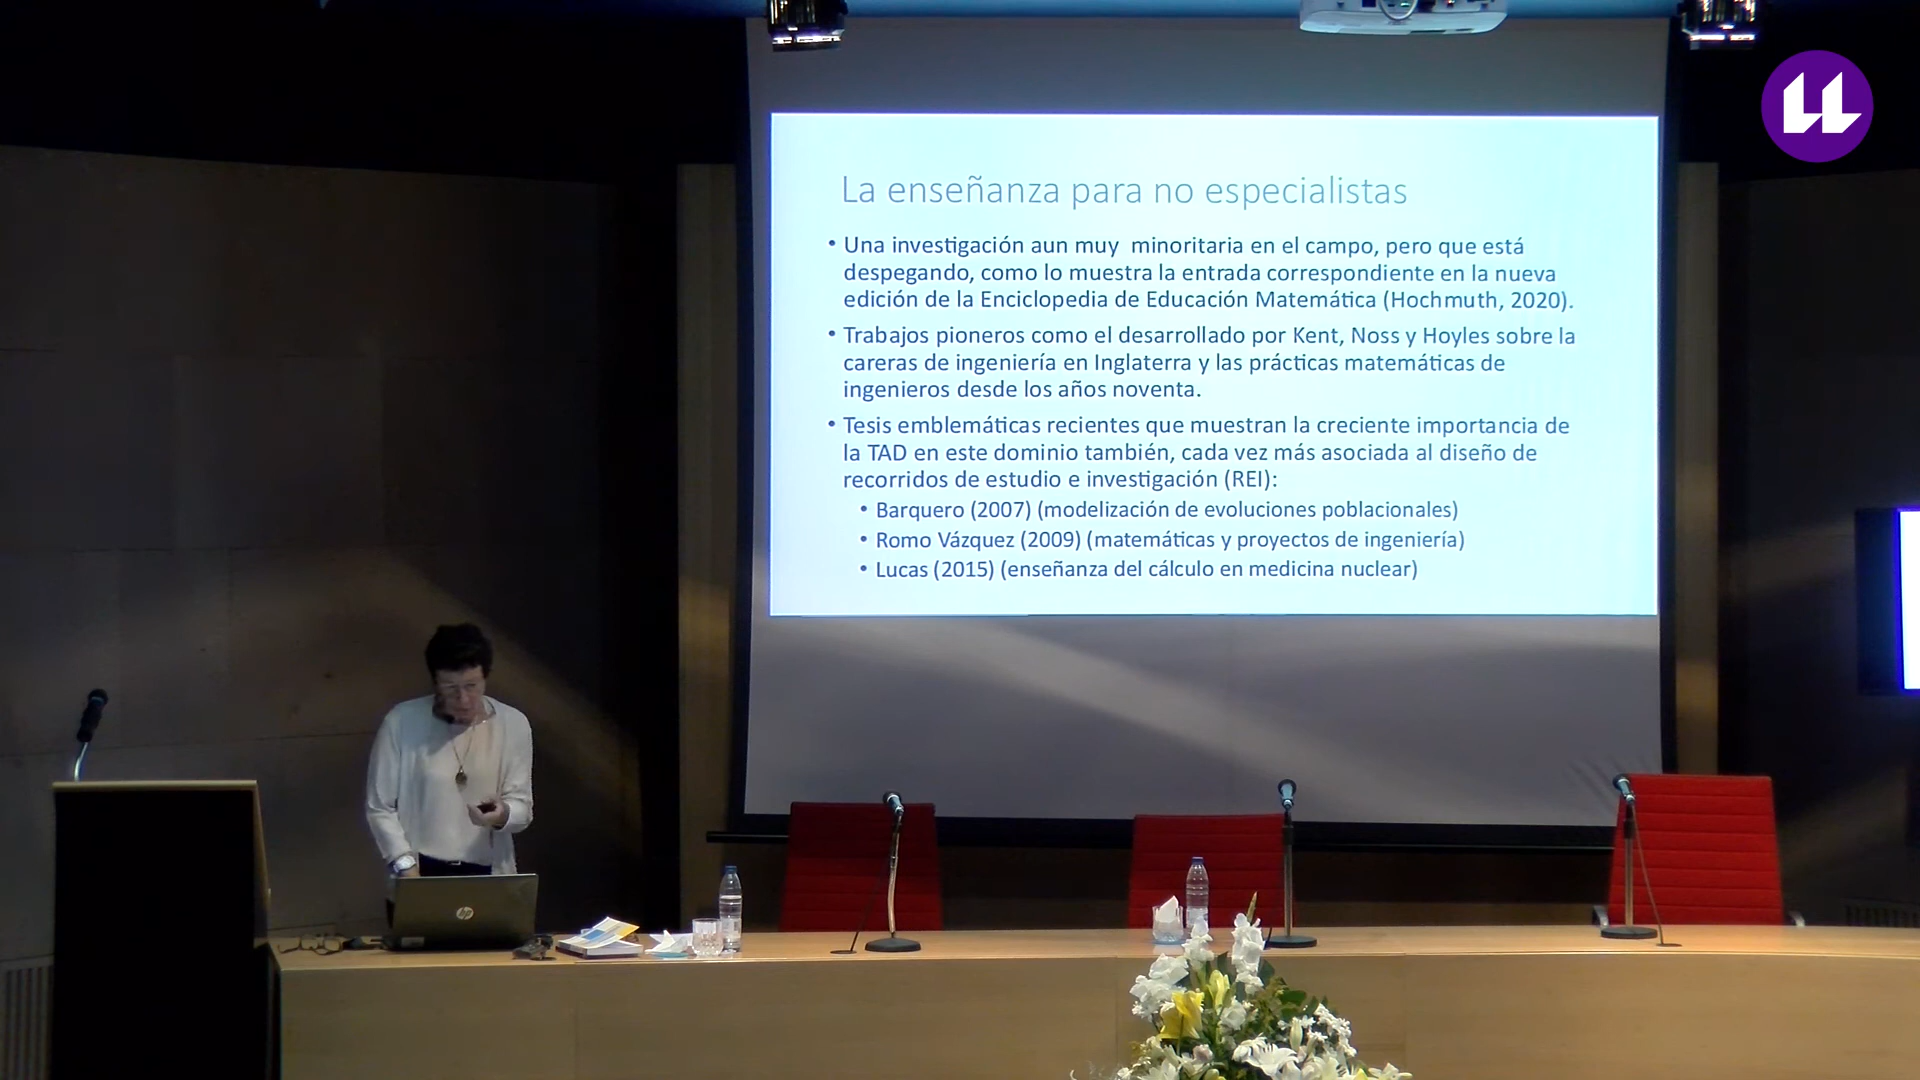 La enseñanza para no especialistas
• Una investigación aun muy minoritaria en el campo, pero que está
despegando, como lo muestra la entrada correspondiente en la nueva
edición de la Enciclopedia de Educación Matemática (Hochmuth, 2020).
• Trabajos pioneros como el desarrollado por Kent, Noss y Hoyles sobre la
careras de ingeniería en Inglaterra y las prácticas matemáticas de
ingenieros desde los años noventa.
• Tesis emblemáticas recientes que muestran la creciente importancia de
la TAD en este dominio también, cada vez más asociada al diseño de
recorridos de estudio e investigación (REI):
• Barquero (2007) (modelización de evoluciones poblacionales)
• Romo Vázquez (2009) (matemáticas y proyectos de ingeniería)
• Lucas (2015) (enseñanza del cálculo en medicina nuclear)
hp